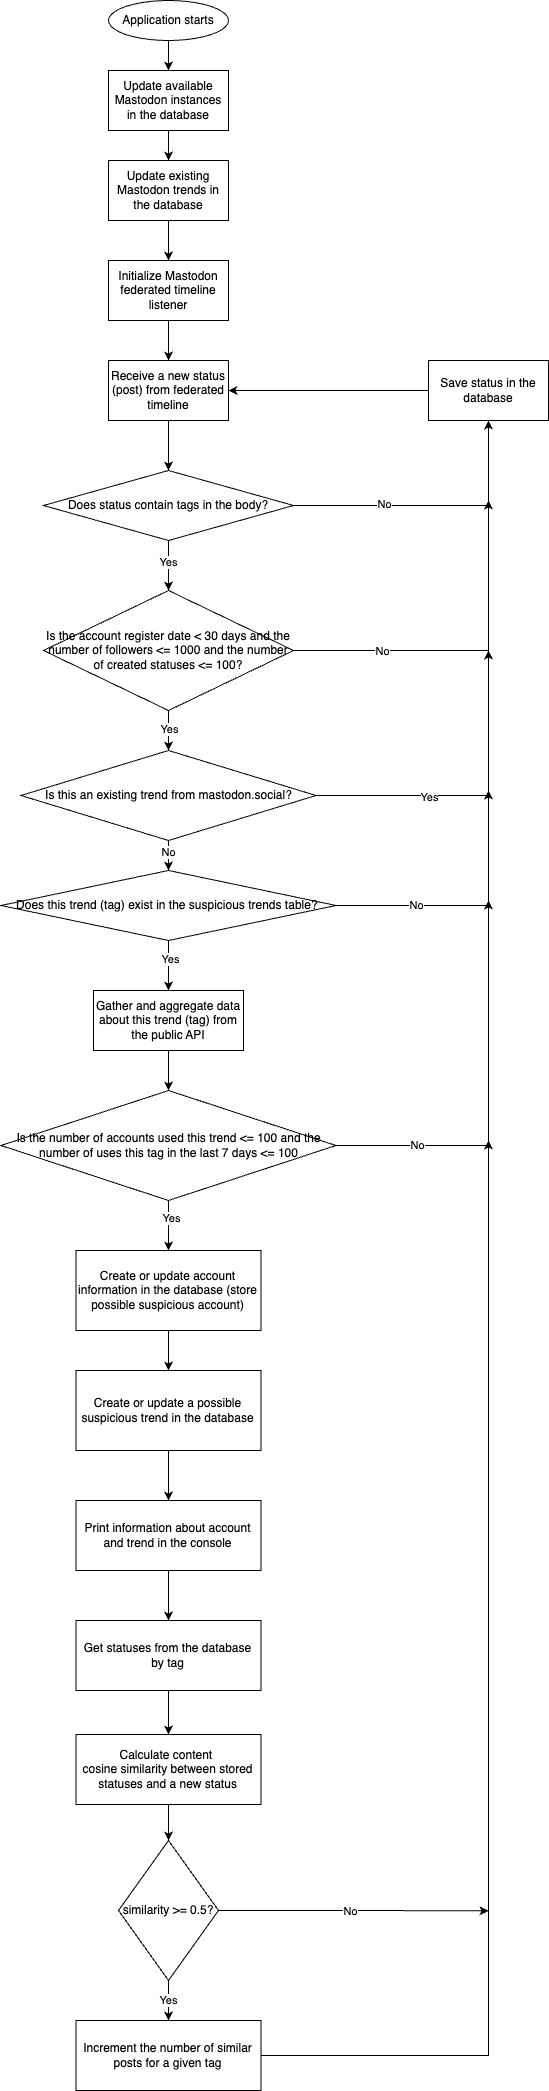 Application starts
Update available
Mastodon instances
in the database
Update existing
Mastodon trends in
the database
Initialize Mastodon
federated timeline
listener
Receive a new status
(post) from federated
timeline
Save status in the
database
Does status contain tags in the body?
No
Yes
Is the account register date < 30 days and the
number of followers <= 1000 and the number
of created statuses <= 100?
No
Yes
Is this an existing trend from mastodon.social?
Yes
No
Does this trend (tag) exist in the suspicious trends table?
No
Yes
Gather and aggregate data
about this trend (tag) from
the public API
Is the number of accounts used this trend <= 100 and the
number of uses this tag in the last 7 days <= 100
No
Yes
Create or update account
information in the database (store
possible suspicious account)
Create or update a possible
suspicious trend in the database
Print information about account
and trend in the console
Get statuses from the database
by tag
Calculate content
cosine similarity between stored
statuses and a new status
similarity >= 0.5?
No
Yes
Increment the number of similar
posts for a given tag